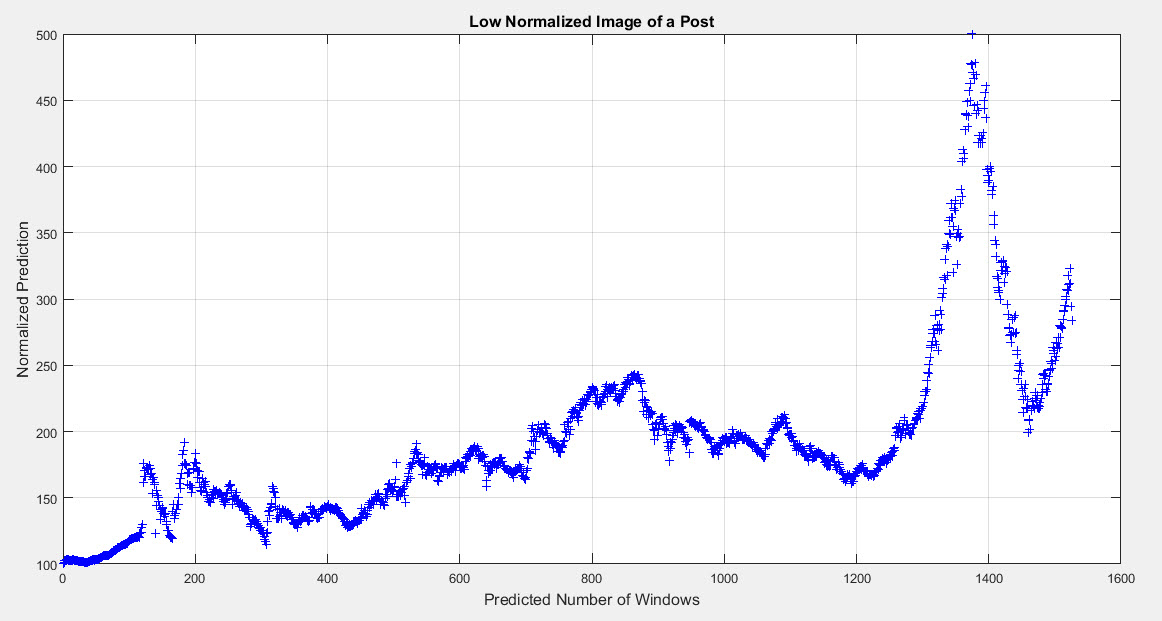 Low Normalized Image of a Post
Normalized Prediction
500
450
400
350
300
250
200
150
100
0 200 400 600 800 1000 1200 1400 1600
Predicted Number of Windows